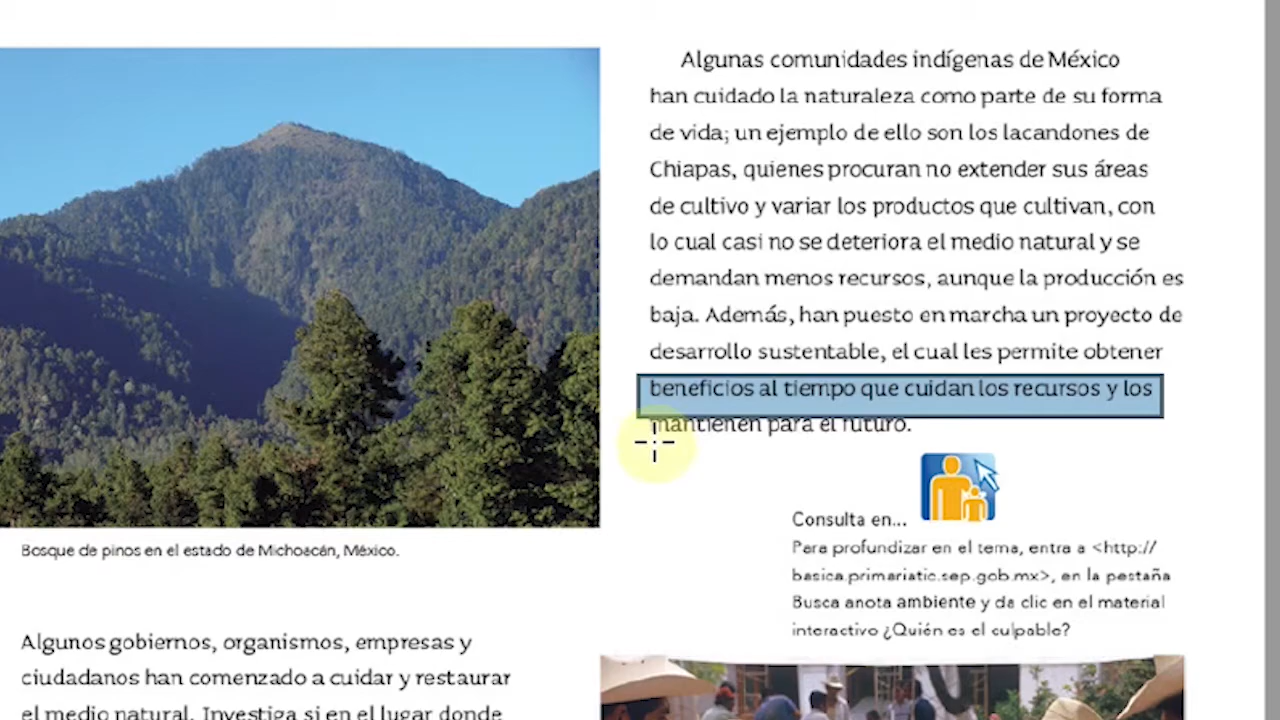 Algunas comunidades indígenas de México
han cuidado la naturaleza como parte de su forma
de vida; un ejemplo de ello son los lacandones de
Chiapas, quienes procuran no extender sus áreas
de cultivo y variar los productos que cultivan, con
lo cual casi no se deteriora el medio natural y se
demandan menos recursos, aunque la producción es
baja. Además, han puesto en marcha un proyecto de
desarrollo sustentable, el cual les permite obtener
beneficios al tiempo que cuidan los recursos y los
mantienen para el futuro.
Consulta en...
Para profundizar en el tema, entra a <http://
basica.primariatic.sep.gob.mx>, en la pestaña
Busca anota ambiente y da clic en el material
interactivo ¿Quién es el culpable?
Bosque de pinos en el estado de Michoacán, México.
Algunos gobiernos, organismos, empresas y
ciudadanos han comenzado a cuidar y restaurar
el medio natural. Investiga si en el lugar donde